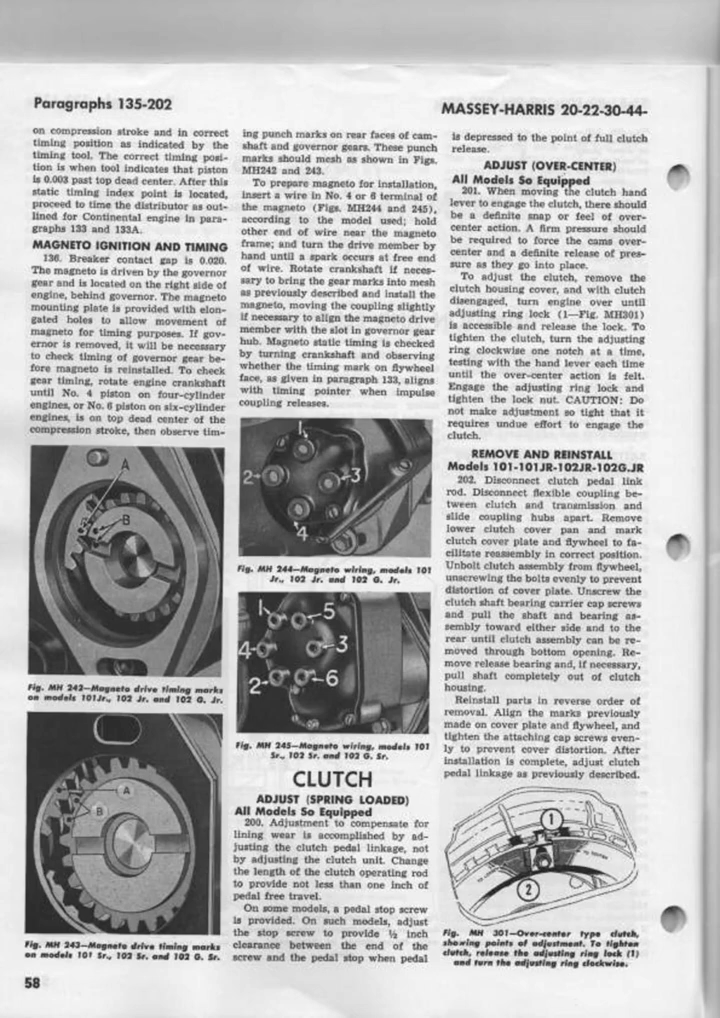 Paragraphs 135-202
MASSEY-HARRIS 20-22-30-44-
on compression stroke and in correct
timing position as indicated by the
timing tool. The correct timing posi-
tion is when tool indicates that piston
is 0.003 past top dead center. After this
static timing index point is located,
proceed to time the distributor as out-
lined for Continental engine in para-
graphs 133 and 133A.
MAGNETO IGNITION AND TIMING
136. Breaker contact gap is 0.020.
The magneto is driven by the governor
gear and is located on the right side of
engine, behind governor. The magneto
mounting plate is provided with elon-
gated holes to allow movement of
magneto for timing purposes. If gov-
ernor is removed, it will be necessary
to check timing of governor gear be-
fore magneto is reinstalled. To check
gear timing, rotate engine crankshaft
until No. 4 piston on four-cylinder
engines, or No. 6 piston on six-cylinder
engines, is on top dead center of the
compression stroke, then observe tim-
A
B
Fig. MH 242—Magneto drive timing marks
on models 101Jr., 102 Jr. and 102 G. Jr.
A
B
Fig. MH 243—Magneto drive timing marks
on models 101 Sr., 102 Sr. and 102 G. Sr.
58
ing punch marks on rear faces of cam-
shaft and governor gears. These punch
marks should mesh as shown in Figs.
MH242 and 243.
To prepare magneto for installation,
insert a wire in No. 4 or 6 terminal of
the magneto (Figs. MH244 and 245),
according to the model used; hold
other end of wire near the magneto
frame; and turn the drive member by
hand until a spark occurs at free end
of wire. Rotate crankshaft if neces-
sary to bring the gear marks into mesh
as previously described and install the
magneto, moving the coupling slightly
if necessary to align the magneto drive
member with the slot in governor gear
hub. Magneto static timing is checked
by turning crankshaft and observing
whether the timing mark on flywheel
face, as given in paragraph 133, aligns
with timing pointer when impulse
coupling releases.
1
2
3
4
Fig. MH 244—Magneto wiring, models 101
Jr., 102 Jr. and 102 G. Jr.
1
5
4
3
2
6
Fig. MH 245—Magneto wiring, models 101
Sr., 102 Sr. and 102 G. Sr.
CLUTCH
ADJUST (SPRING LOADED)
All Models So Equipped
200. Adjustment to compensate for
lining wear is accomplished by ad-
justing the clutch pedal linkage, not
by adjusting the clutch unit. Change
the length of the clutch operating rod
to provide not less than one inch of
pedal free travel.
On some models, a pedal stop screw
is provided. On such models, adjust
the stop screw to provide ½ inch
clearance between the end of the
screw and the pedal stop when pedal
is depressed to the point of full clutch
release.
ADJUST (OVER-CENTER)
All Models So Equipped
201. When moving the clutch hand
lever to engage the clutch, there should
be a definite snap or feel of over-
center action. A firm pressure should
be required to force the cams over-
center and a definite release of pres-
sure as they go into place.
To adjust the clutch, remove the
clutch housing cover, and with clutch
disengaged, turn engine over until
adjusting ring lock (1—Fig. MH301)
is accessible and release the lock. To
tighten the clutch, turn the adjusting
ring clockwise one notch at a time,
testing with the hand lever each time
until the over-center action is felt.
Engage the adjusting ring lock and
tighten the lock nut. CAUTION: Do
not make adjustment so tight that it
requires undue effort to engage the
clutch.
REMOVE AND REINSTALL
Models 101-101JR-102JR-102G.JR
202. Disconnect clutch pedal link
rod. Disconnect flexible coupling be-
tween clutch and transmission and
slide coupling hubs apart. Remove
lower clutch cover pan and mark
clutch cover plate and flywheel to fa-
cilitate reassembly in correct position.
Unbolt clutch assembly from flywheel,
unscrewing the bolts evenly to prevent
distortion of cover plate. Unscrew the
clutch shaft bearing carrier cap screws
and pull the shaft and bearing as-
sembly toward either side and to the
rear until clutch assembly can be re-
moved through bottom opening. Re-
move release bearing and, if necessary,
pull shaft completely out of clutch
housing.
Reinstall parts in reverse order of
removal. Align the marks previously
made on cover plate and flywheel, and
tighten the attaching cap screws even-
ly to prevent cover distortion. After
installation is complete, adjust clutch
pedal linkage as previously described.
1
2
Fig. MH 301—Over-center type clutch,
showing points of adjustment. To tighten
clutch, release the adjusting ring lock (1)
and turn the adjusting ring clockwise.